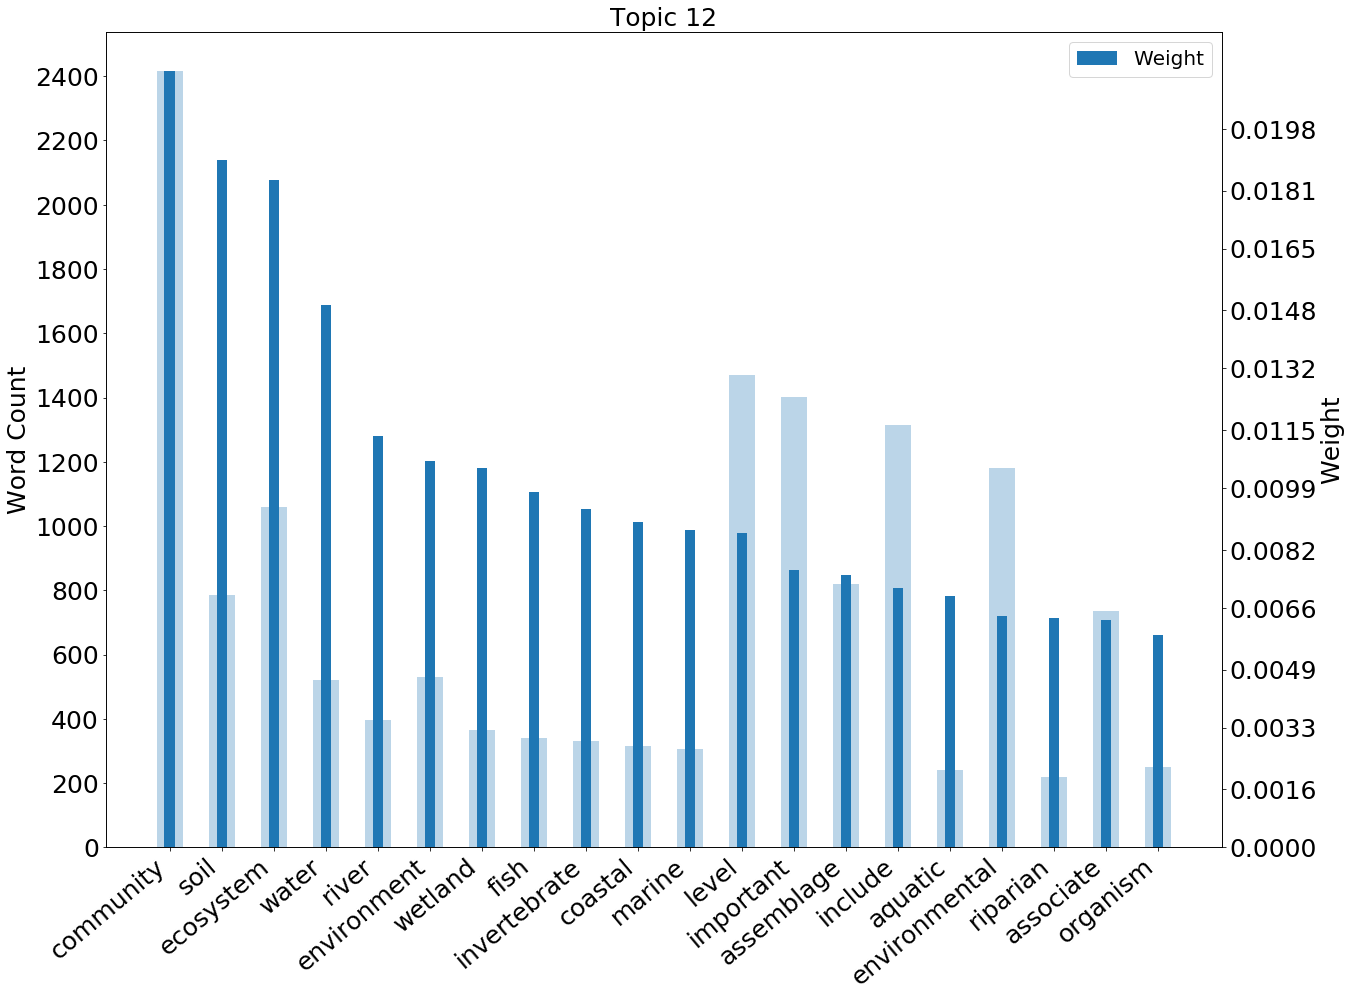 Topic 12
Weight
2400
2200
2000
1800
1600
1400
1200
1000
800
600
400
200
0
Word Count
0.0198
0.0181
0.0165
0.0148
0.0132
0.0115
0.0099
0.0082
0.0066
0.0049
0.0033
0.0016
0.0000
Weight
community
soil
ecosystem
water
river
environment
wetland
fish
invertebrate
coastal
marine
level
important
assemblage
include
aquatic
environmental
riparian
associate
organism